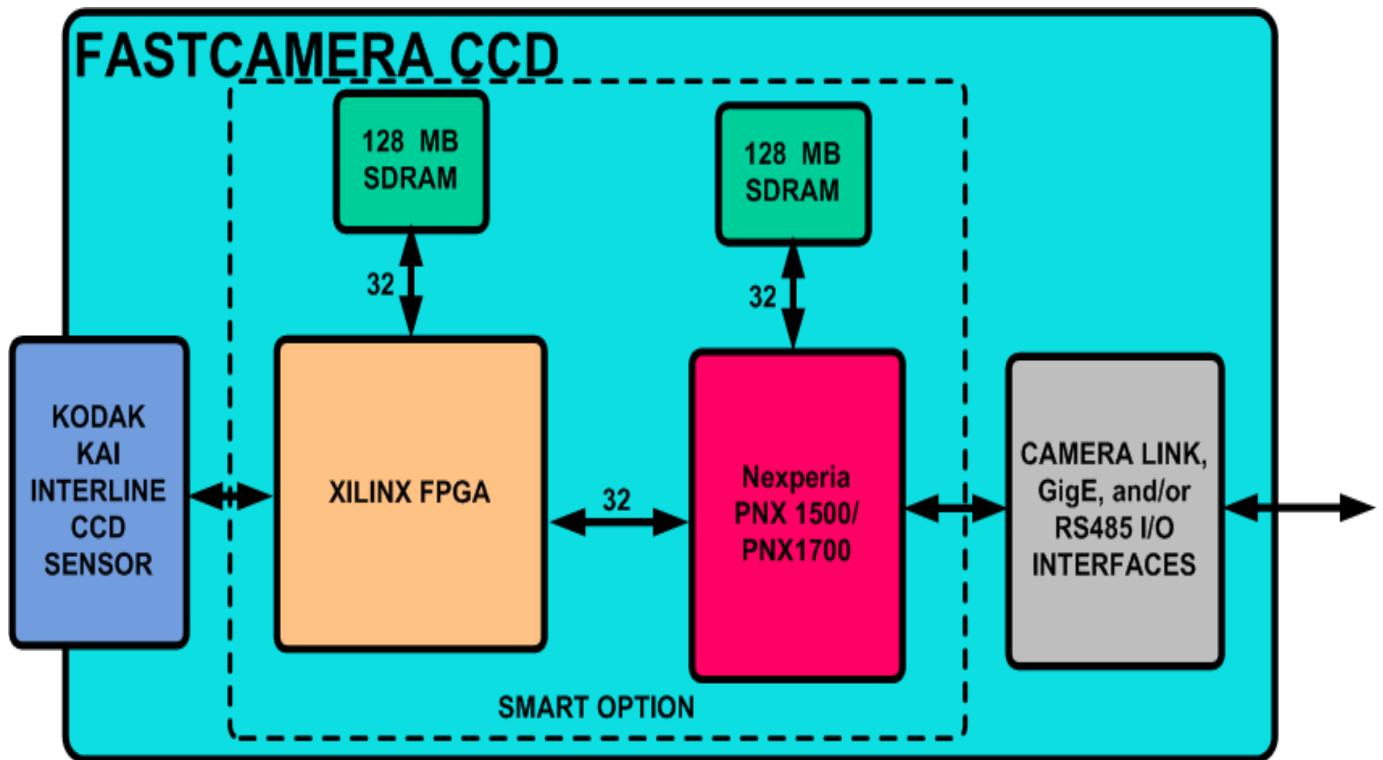 FASTCAMERA CCD
128 MB
SDRAM
128 MB
SDRAM
32
32
KODAK
KAI
INTERLINE
CCD
SENSOR
XILINX FPGA
32
Nexperia
PNX 1500/
PNX1700
CAMERA LINK,
GigE, and/or
RS485 I/O
INTERFACES
SMART OPTION